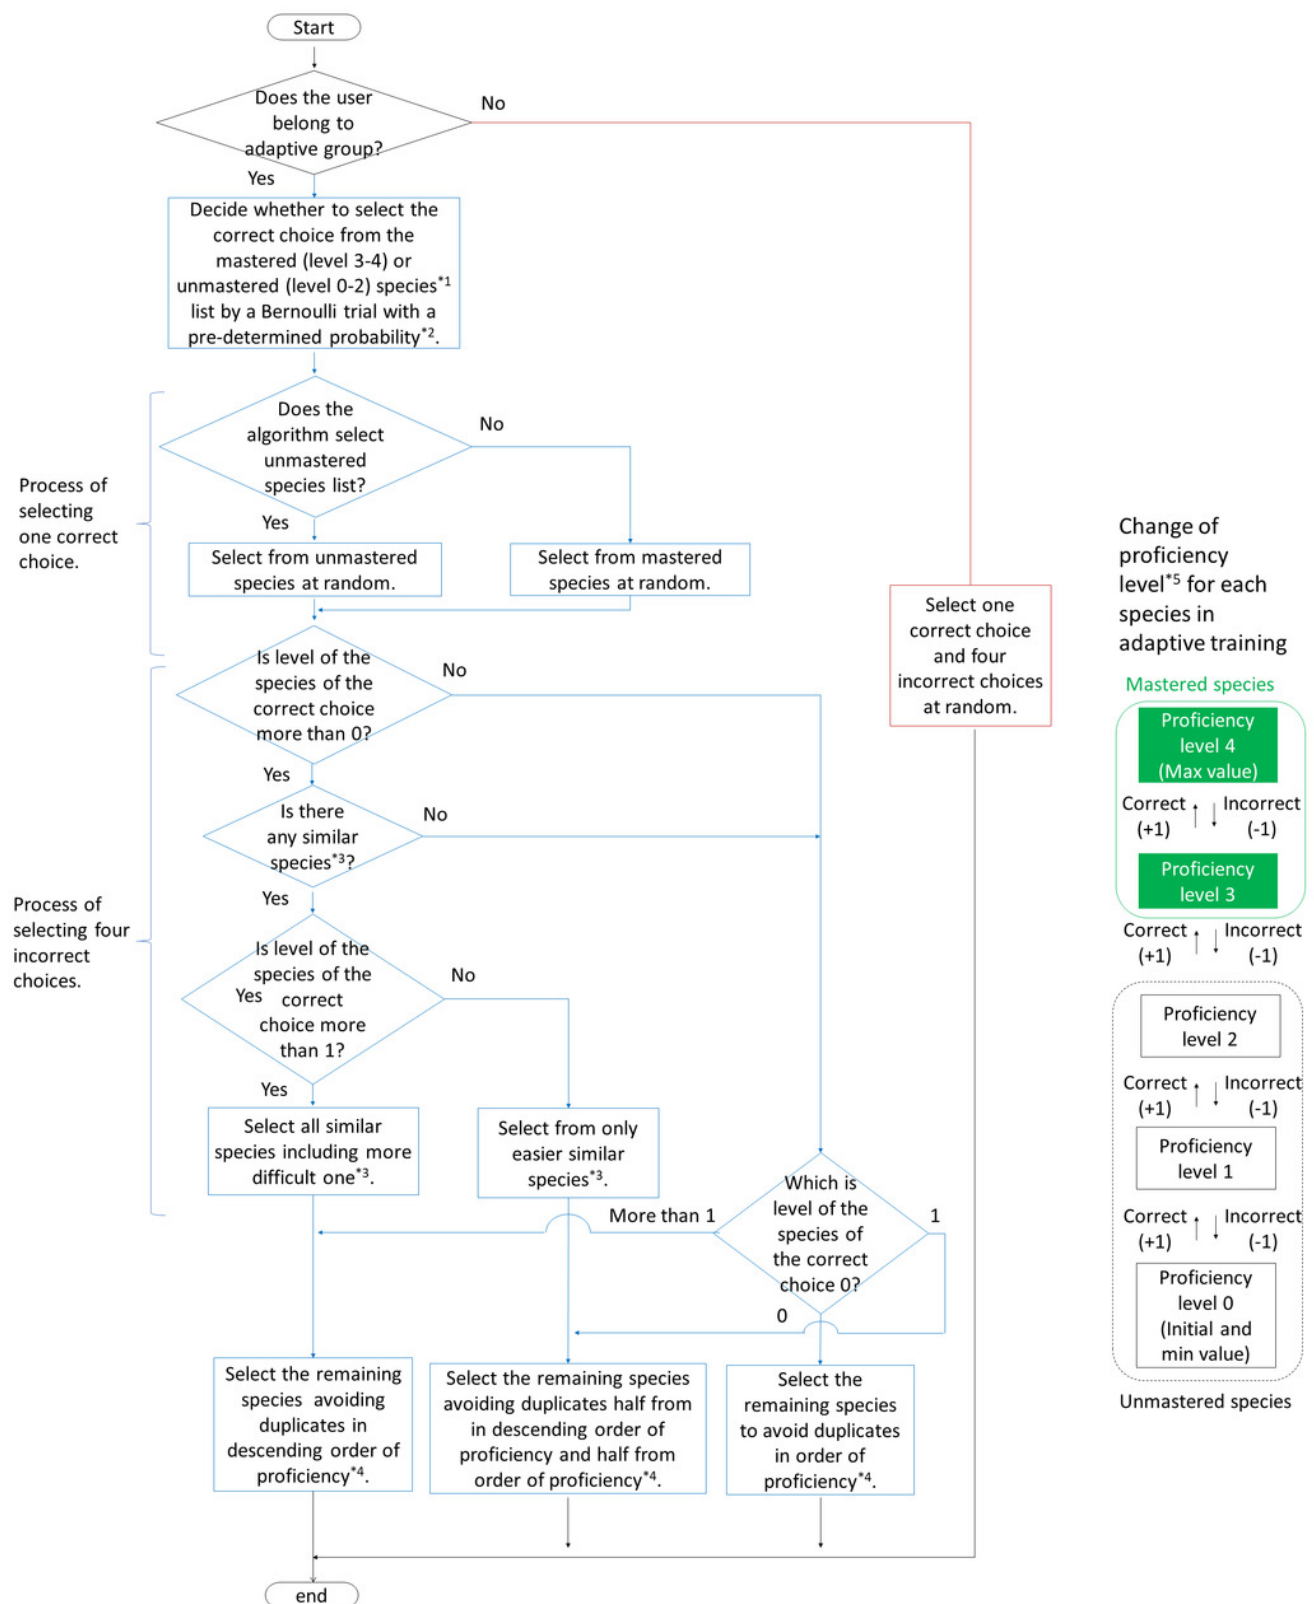 Start
Does the user
belong to
adaptive group?
No
Yes
Decide whether to select the
correct choice from the
mastered (level 3-4) or
unmastered (level 0-2) species*1
list by a Bernoulli trial with a
pre-determined probability*2.
Does the
algorithm select
unmastered
species list?
No
Yes
Process of
selecting
one correct
choice.
Select from unmastered
species at random.
Select from mastered
species at random.
Select one
correct choice
and four
incorrect choices
at random.
Is level of the
species of the
correct choice
more than 0?
No
Yes
Is there
any similar
species*3?
No
Yes
Process of
selecting four
incorrect
choices.
Is level of the
species of the
Yes
correct
choice more
than 1?
No
Yes
Select all similar
species including more
difficult one*3.
Select from only
easier similar
species*3.
Which is
level of the
species of
the correct
choice 0?
More than 1
1
0
Select the remaining
species avoiding
duplicates in
descending order of
proficiency*4.
Select the remaining species
avoiding duplicates half from
in descending order of
proficiency and half from
order of proficiency*4.
Select the
remaining species
to avoid duplicates
in order of
proficiency*4.
end
Change of
proficiency
level*5 for each
species in
adaptive training
Mastered species
Proficiency
level 4
(Max value)
Correct
(+1)
Incorrect
(-1)
Proficiency
level 3
Correct
(+1)
Incorrect
(-1)
Proficiency
level 2
Correct
(+1)
Incorrect
(-1)
Proficiency
level 1
Correct
(+1)
Incorrect
(-1)
Proficiency
level 0
(Initial and
min value)
Unmastered species